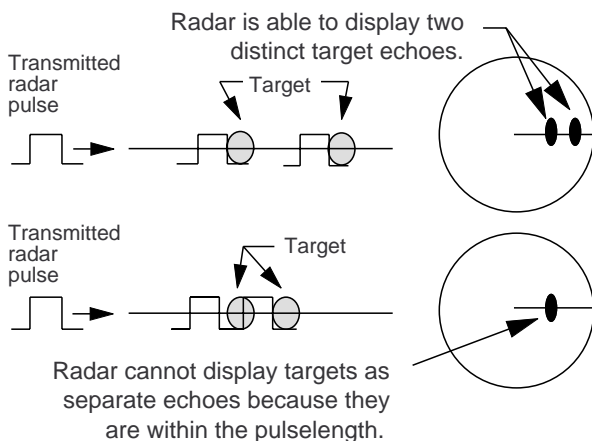 Radar is able to display two
distinct target echoes.
Transmitted
radar
pulse
Target
Transmitted
radar
pulse
Target
Radar cannot display targets as
separate echoes because they
are within the pulselength.